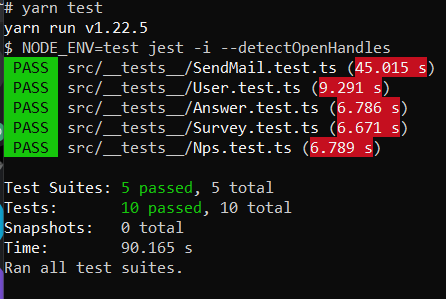 # yarn test
yarn run v1.22.5
$ NODE_ENV=test jest -i --detectOpenHandles
PASS src/__tests__/SendMail.test.ts (45.015 s)
PASS src/__tests__/User.test.ts (9.291 s)
PASS src/__tests__/Answer.test.ts (6.786 s)
PASS src/__tests__/Survey.test.ts (6.671 s)
PASS src/__tests__/Nps.test.ts (6.789 s)
Test Suites: 5 passed, 5 total
Tests: 10 passed, 10 total
Snapshots: 0 total
Time: 90.165 s
Ran all test suites.